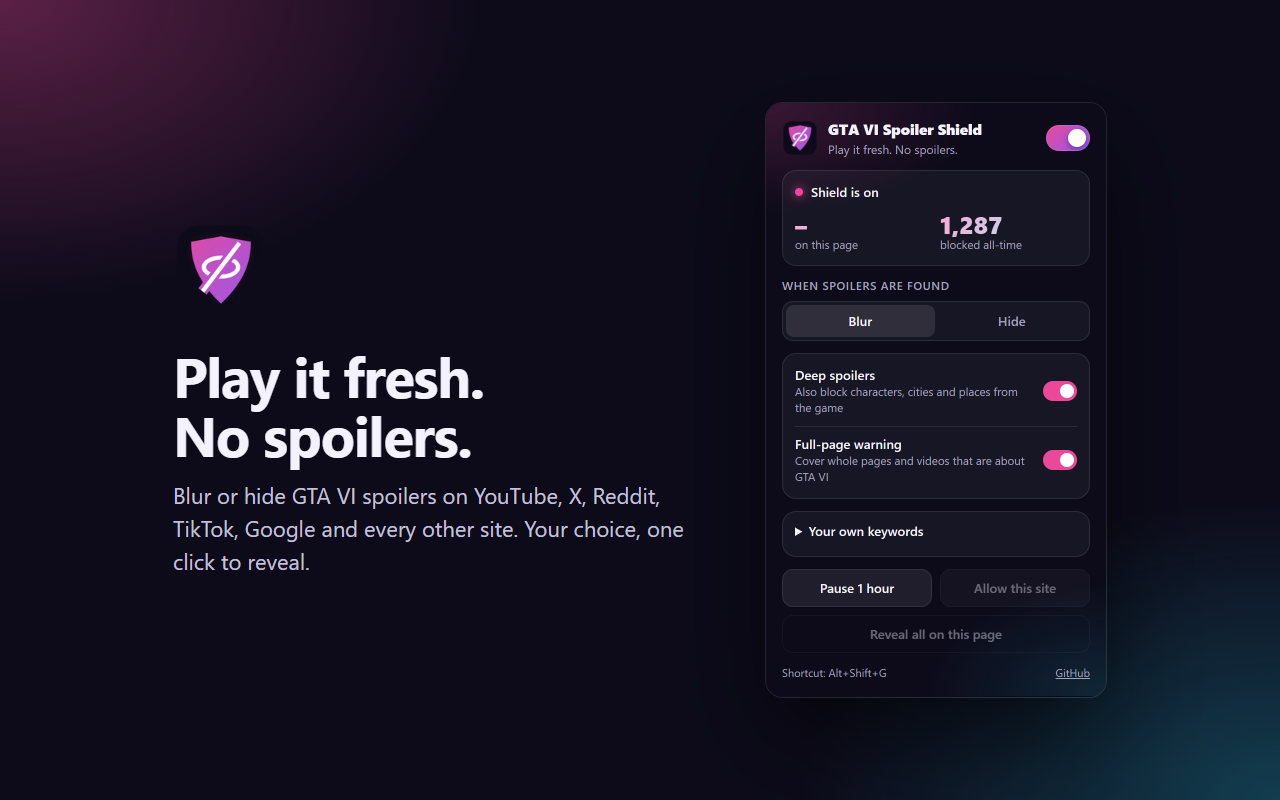 Play it fresh.
No spoilers.
Blur or hide GTA VI spoilers on YouTube, X, Reddit,
TikTok, Google and every other site. Your choice, one
click to reveal.
GTA VI Spoiler Shield
Play it fresh. No spoilers.
Shield is on
–
on this page
1,287
blocked all-time
WHEN SPOILERS ARE FOUND
Blur
Hide
Deep spoilers
Also block characters, cities and places from
the game
Full-page warning
Cover whole pages and videos that are about
GTA VI
Your own keywords
Pause 1 hour
Allow this site
Reveal all on this page
Shortcut: Alt+Shift+G
GitHub